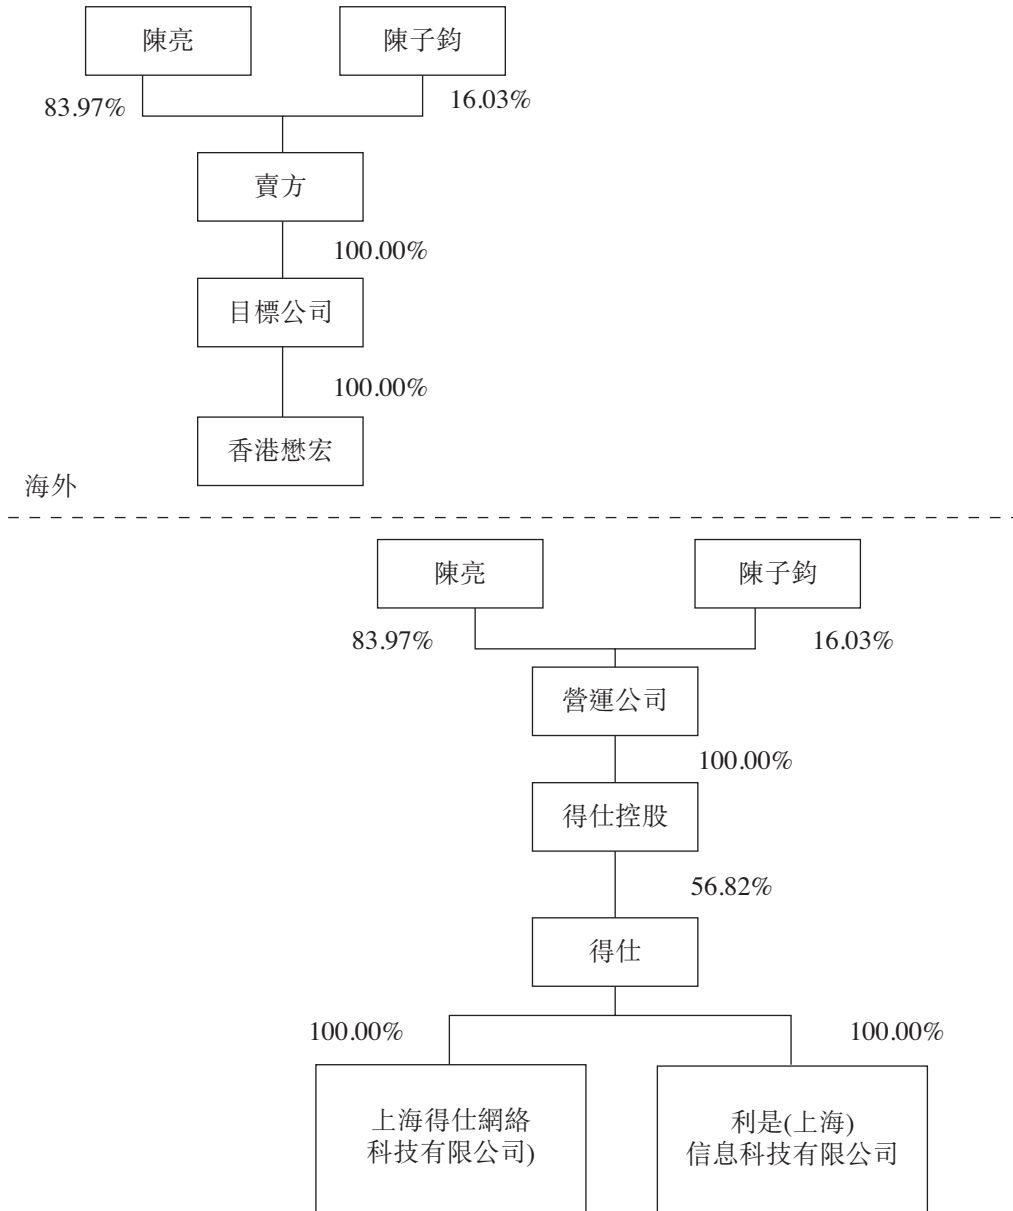 陳亮
陳子鈞
83.97%
16.03%
賣方
100.00%
目標公司
100.00%
香港懋宏
海外
陳亮
陳子鈞
83.97%
16.03%
營運公司
100.00%
得仕控股
56.82%
得仕
100.00%
100.00%
上海得仕網絡
科技有限公司)
利是(上海)
信息科技有限公司